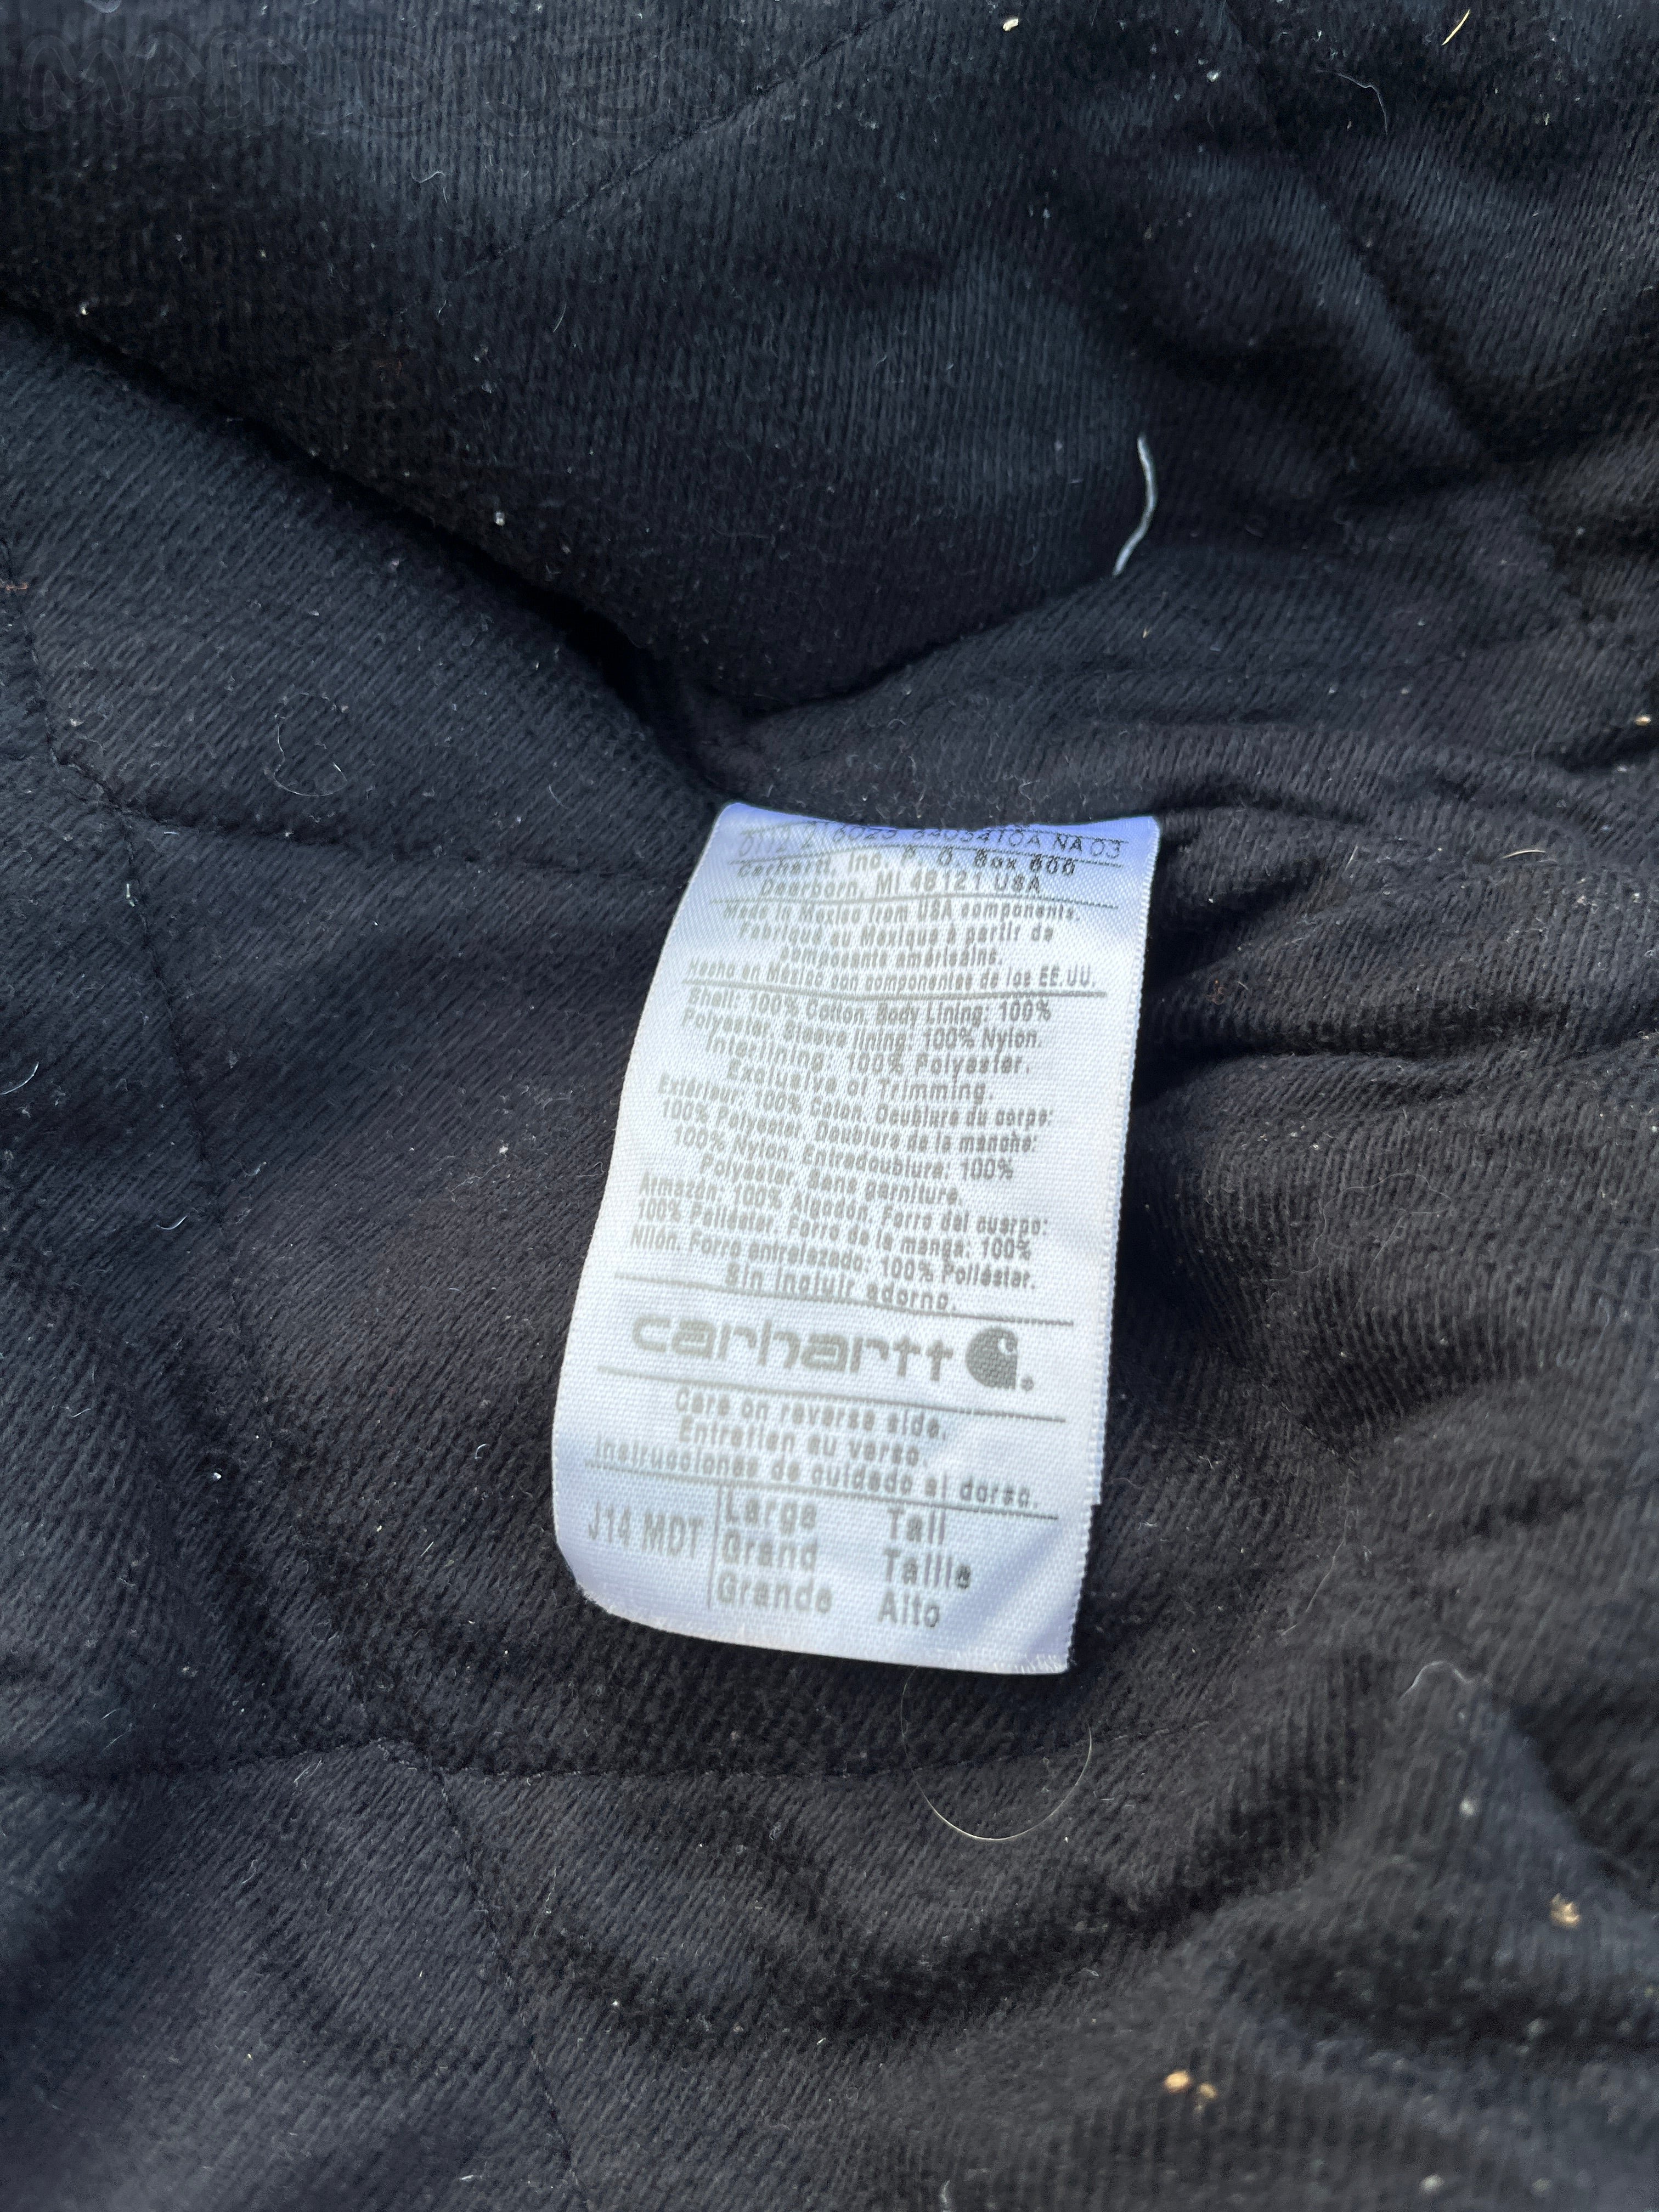 NA 03
Carhartt, Inc. P. O. Box 600
Dearborn, MI 48121 USA
Made in Mexico from USA components.
Fabriqué au Mexique à partir de
composants américains.
Hecho en México con componentes de los EE.UU.
Shell: 100% Cotton, Body Lining: 100%
Polyester, Sleeve lining: 100% Nylon.
Interlining: 100% Polyester.
Exclusive of Trimming.
Extérieur: 100% Coton. Doublure du corps:
100% Polyester, Doublure de la manche:
100% Nylon, Entredoublure: 100%
Polyester, Sans garniture.
Armazón: 100% Algodón, Forro del cuerpo:
100% Poliéster. Forro de la manga: 100%
Nilón. Forro entrelazado: 100% Poliéster.
Sin incluir adorno.
carhartt
Care on reverse side.
Entretien au verso.
Instrucciones de cuidado al dorso.
J14 MDT
Large Tall
Grand Taille
Grande Alto